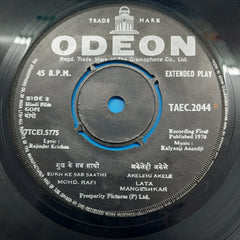 TRADE MARK
ODEON
Regd. Trade Mark of The Gramophone Co. Ltd.
45 R.P.M.
EXTENDED PLAY
SIDE 2
Hindi Film
GOPI
गोपी
TAEC.2044
7TCEI.5775
Lyric:
Rajinder Krishan
Recording First
Published 1970
Music:
Kalyanji Anandji
सुख के सब साथी
SUKH KE SAB SAATHI
MOHD. RAFI
अकेलेही अकेले
AKELEHI AKELE
LATA
MANGESHKAR
Prosperity Pictures (P) Ltd.